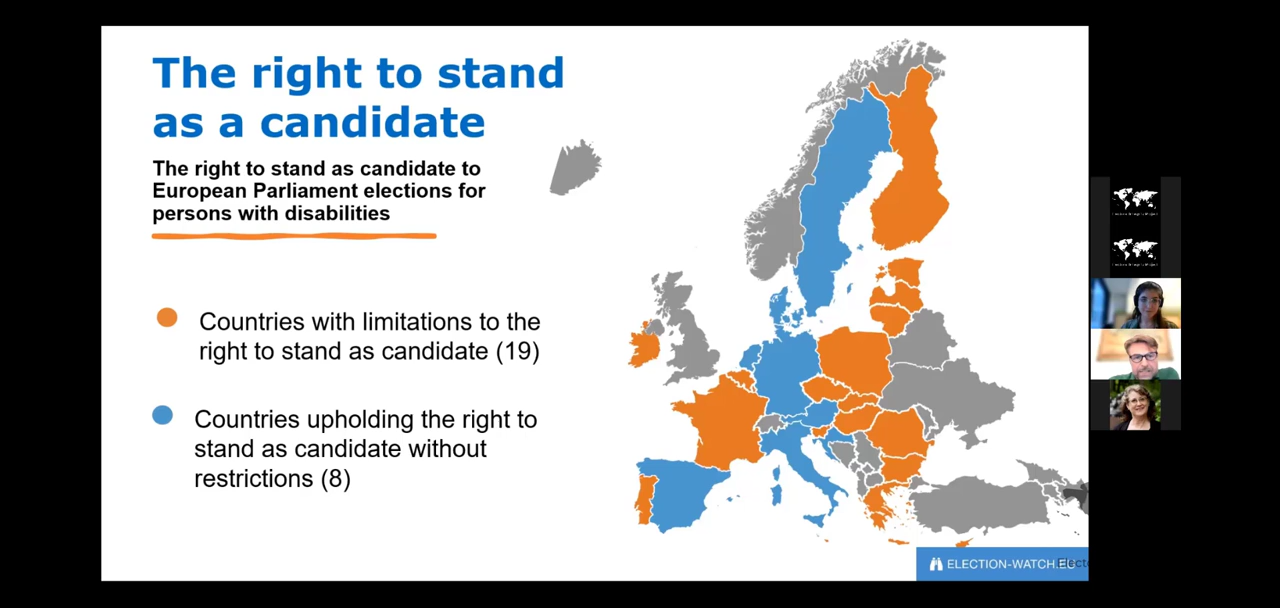 The right to stand
as a candidate
The right to stand as candidate to
European Parliament elections for
persons with disabilities
Countries with limitations to the
right to stand as candidate (19)
Countries upholding the right to
stand as candidate without
restrictions (8)
ELECTION-WATCH.EU